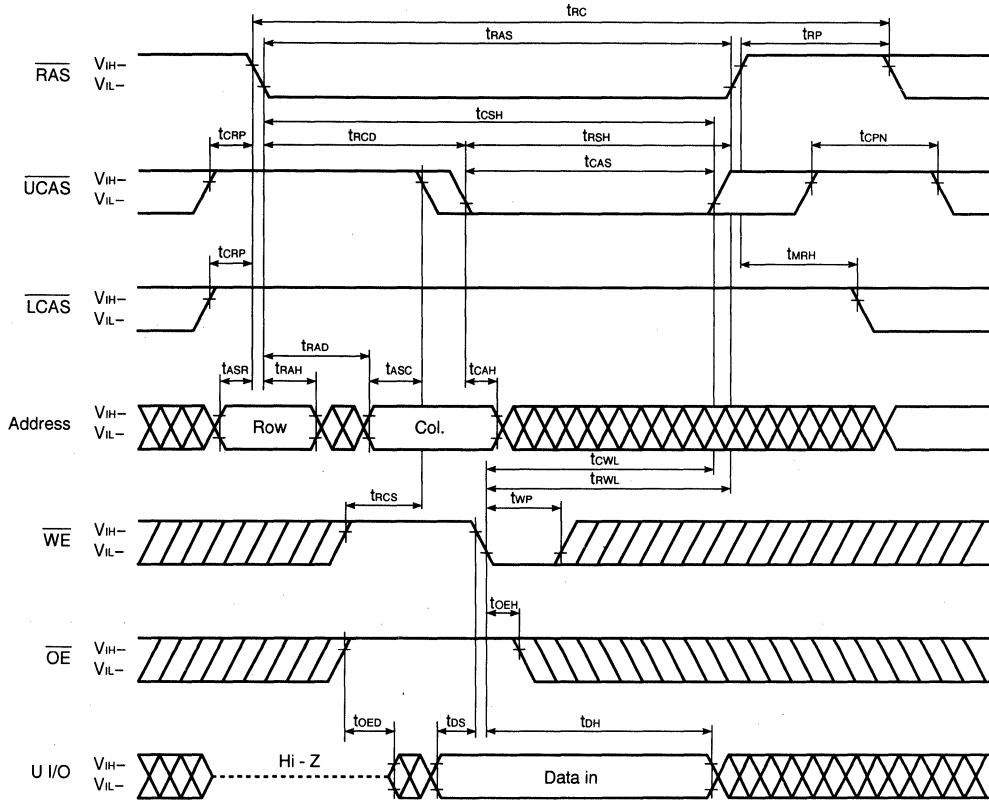 tRC
tRAS
tRP
RAS
VIH–
VIL–
tCSH
tCRP
tRCD
tRSH
tCPN
tCAS
UCAS
VIH–
VIL–
tCRP
tMRH
LCAS
VIH–
VIL–
tRAD
tASR
tRAH
tASC
tCAH
Address
VIH–
VIL–
Row
Col.
tCWL
tRWL
tRCS
tWP
WE
VIH–
VIL–
tOEH
OE
VIH–
VIL–
tOED
tDS
tDH
U I/O
VIH–
VIL–
Hi - Z
Data in